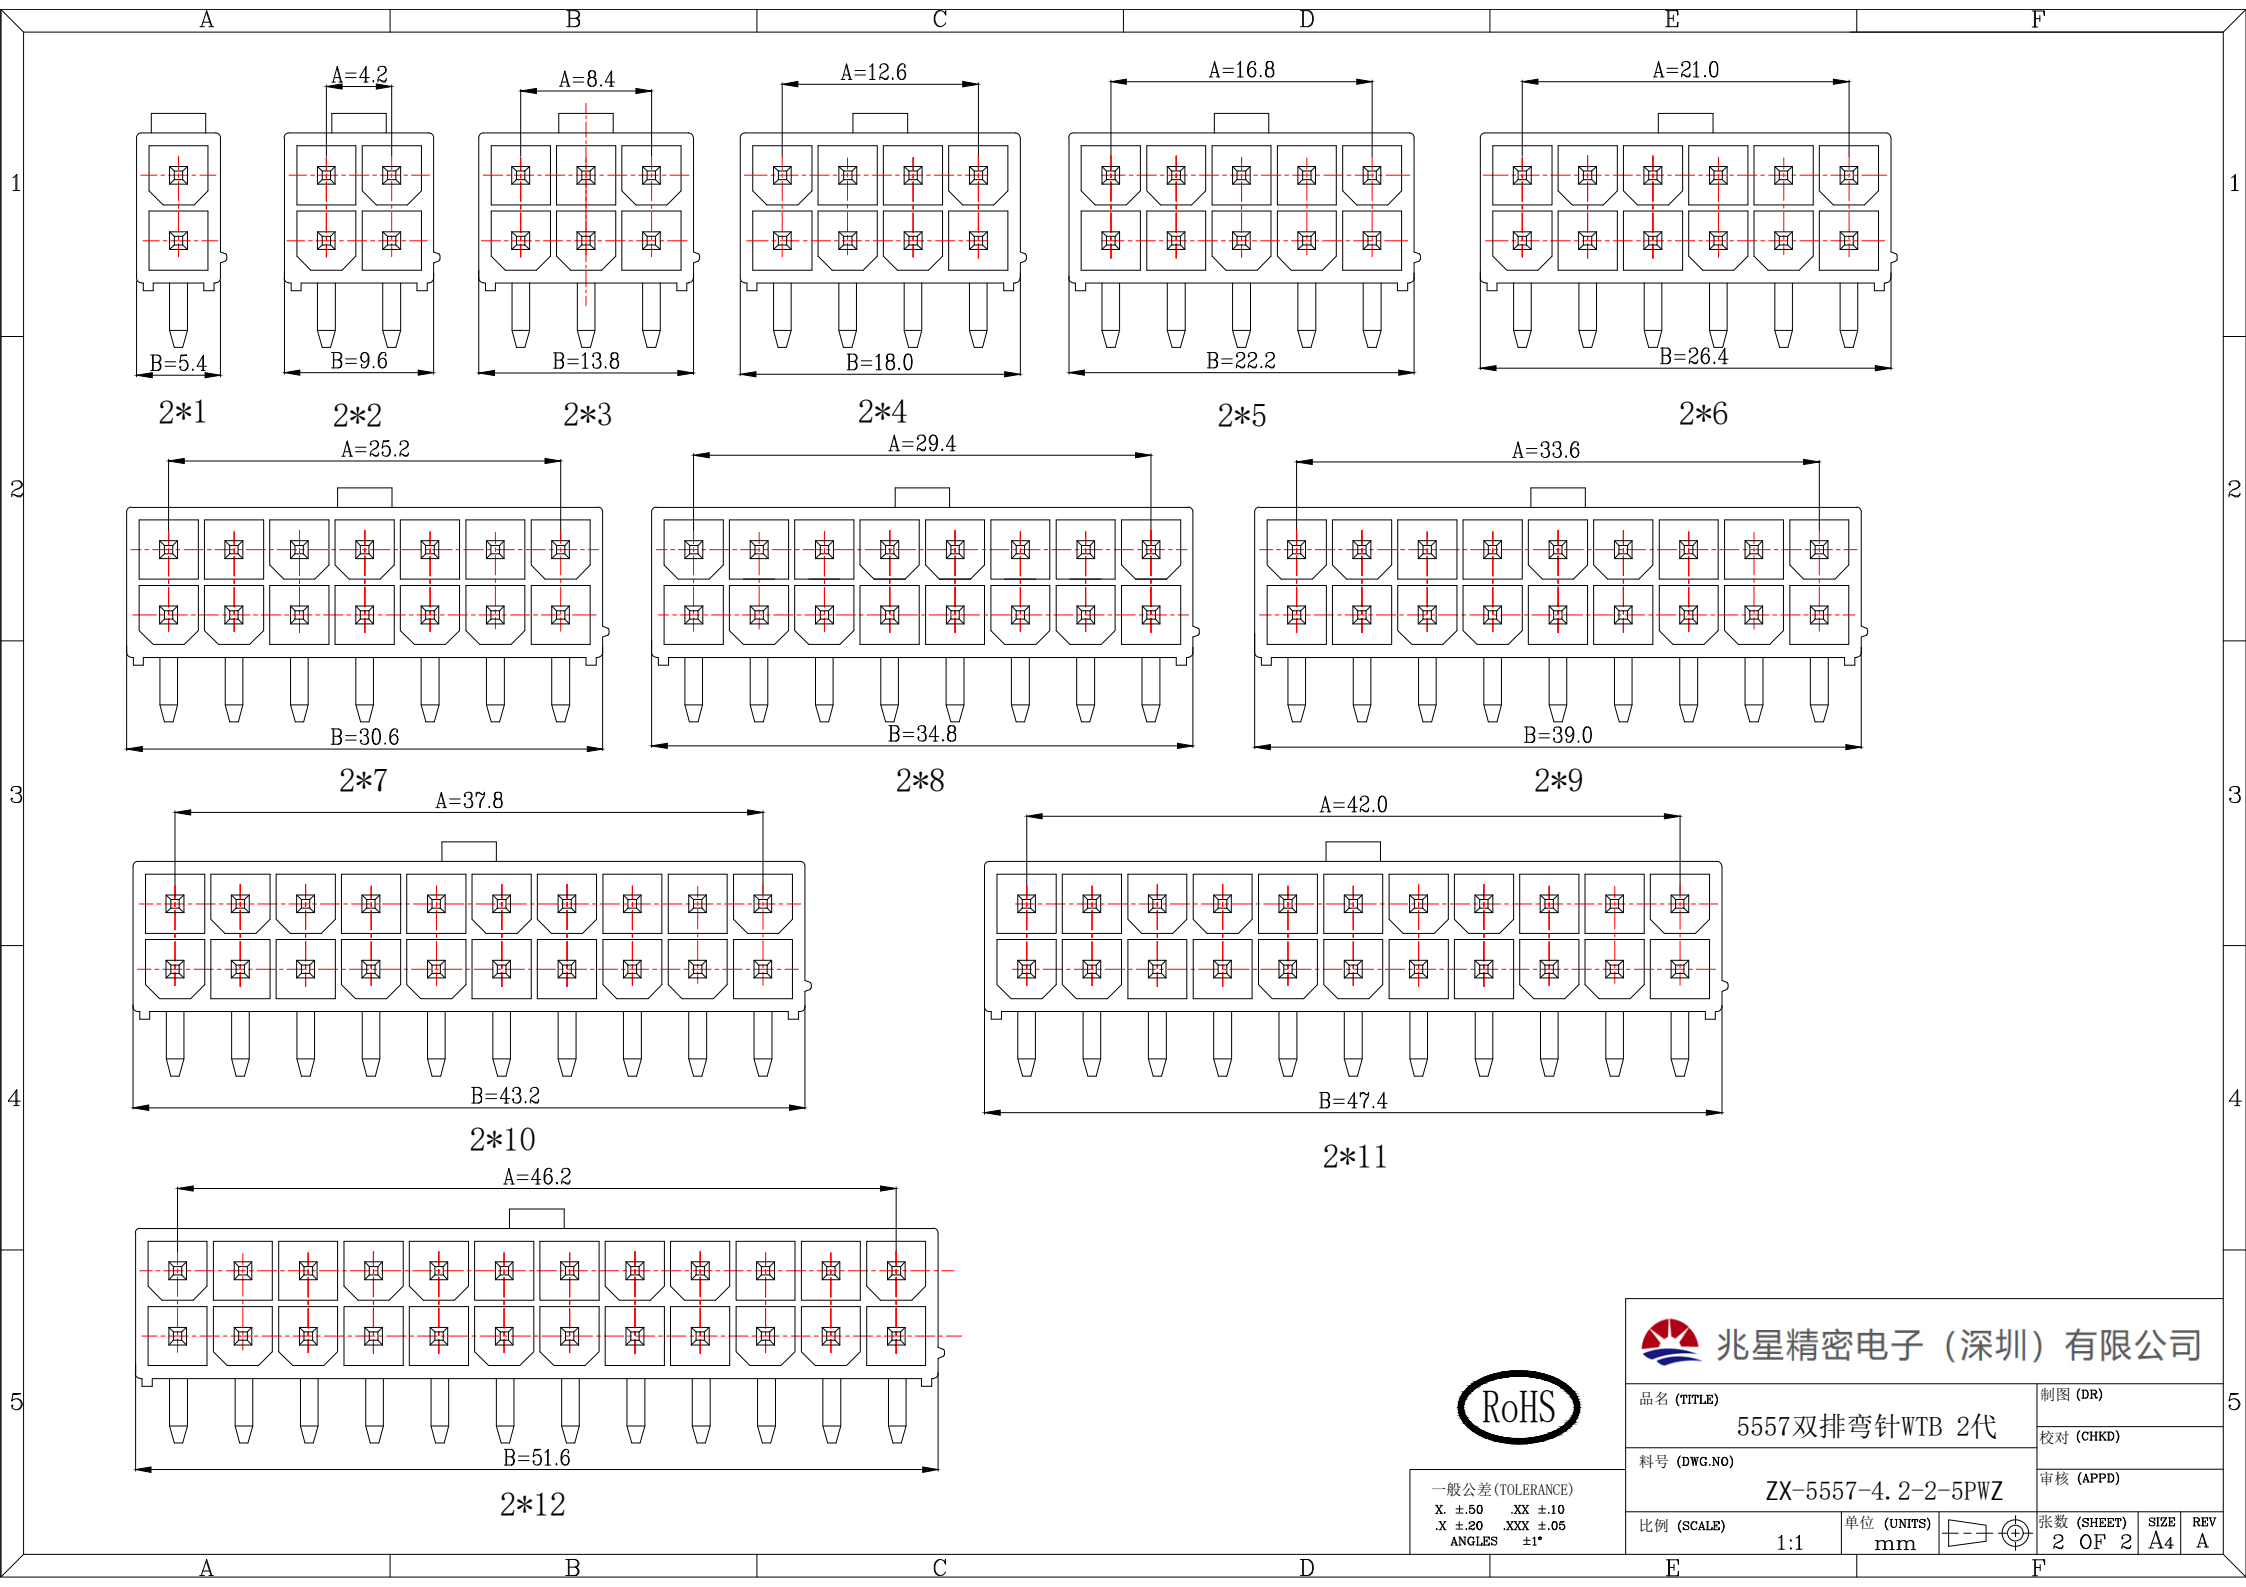 A B C D E F
A=4.2 A=8.4 A=12.6 A=16.8 A=21.0
1 1
B=5.4 B=9.6 B=13.8 B=18.0 B=22.2 B=26.4
2*1 2*2 2*3 2*4 2*5 2*6
A=25.2 A=29.4 A=33.6
2 2
B=30.6 B=34.8 B=39.0
2*7 2*8 2*9
3 3
A=37.8 A=42.0
B=43.2 B=47.4
4 4
2*10 2*11
A=46.2
5 5
B=51.6
2*12
RoHS
一般公差(TOLERANCE)
X. ±.50 .XX ±.10
.X ±.20 .XXX ±.05
ANGLES ±1°
兆星精密电子（深圳）有限公司
品名 (TITLE)
5557双排弯针WTB 2代
料号 (DWG.NO)
ZX-5557-4.2-2-5PWZ
比例 (SCALE)
1:1
单位 (UNITS)
mm
制图 (DR)
校对 (CHKD)
审核 (APPD)
张数 (SHEET)
2 OF 2
SIZE
A4
REV
A
A B C D E F